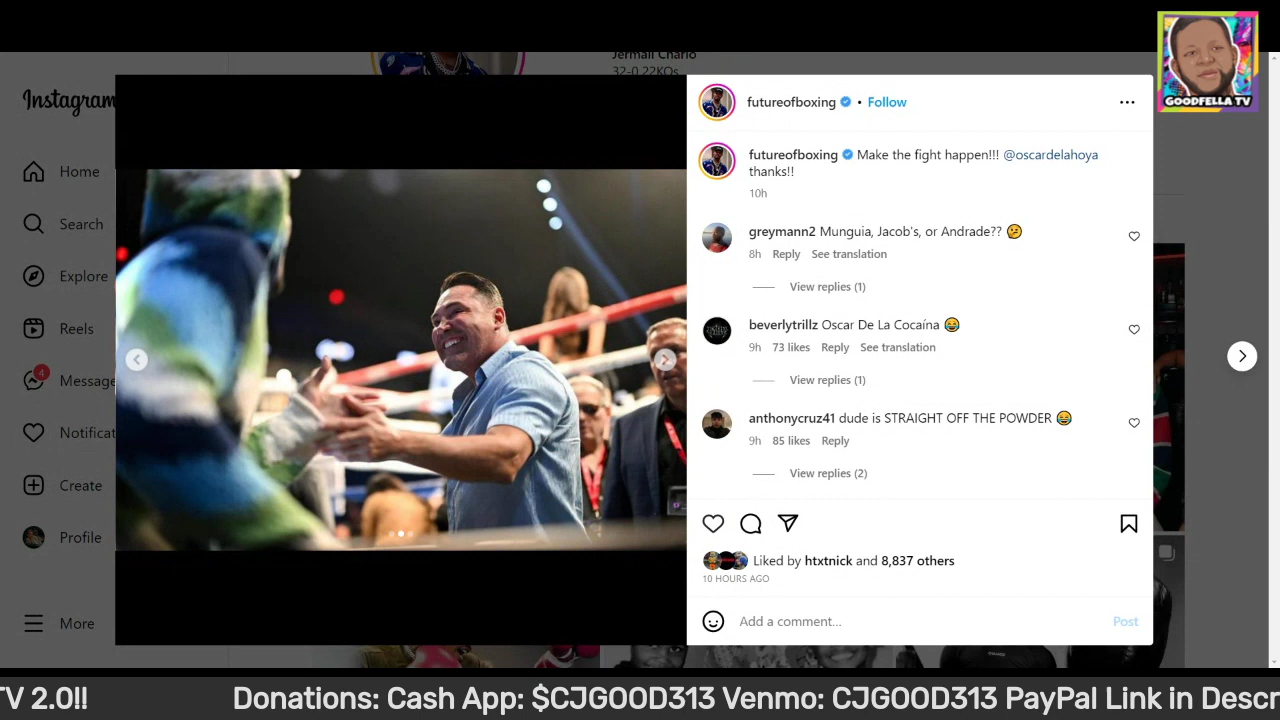 GOODFELLA TV
Jermall Charlo
32-0 22KOs
Instagram
Home
Search
Explore
Reels
4
Message
Notificat
Create
Profile
More
futureofboxing • Follow
futureofboxing Make the fight happen!!! @oscardelahoya
thanks!!
10h
greymann2 Munguia, Jacob's, or Andrade?? 🤔
8h Reply See translation
View replies (1)
beverlytrillz Oscar De La Cocaína 😂
9h 73 likes Reply See translation
View replies (1)
anthonycruz41 dude is STRAIGHT OFF THE POWDER 😂
9h 85 likes Reply
View replies (2)
Liked by htxtnick and 8,837 others
10 HOURS AGO
Add a comment...
Post
TV 2.0!! Donations: Cash App: $CJGOOD313 Venmo: CJGOOD313 PayPal Link in Descr